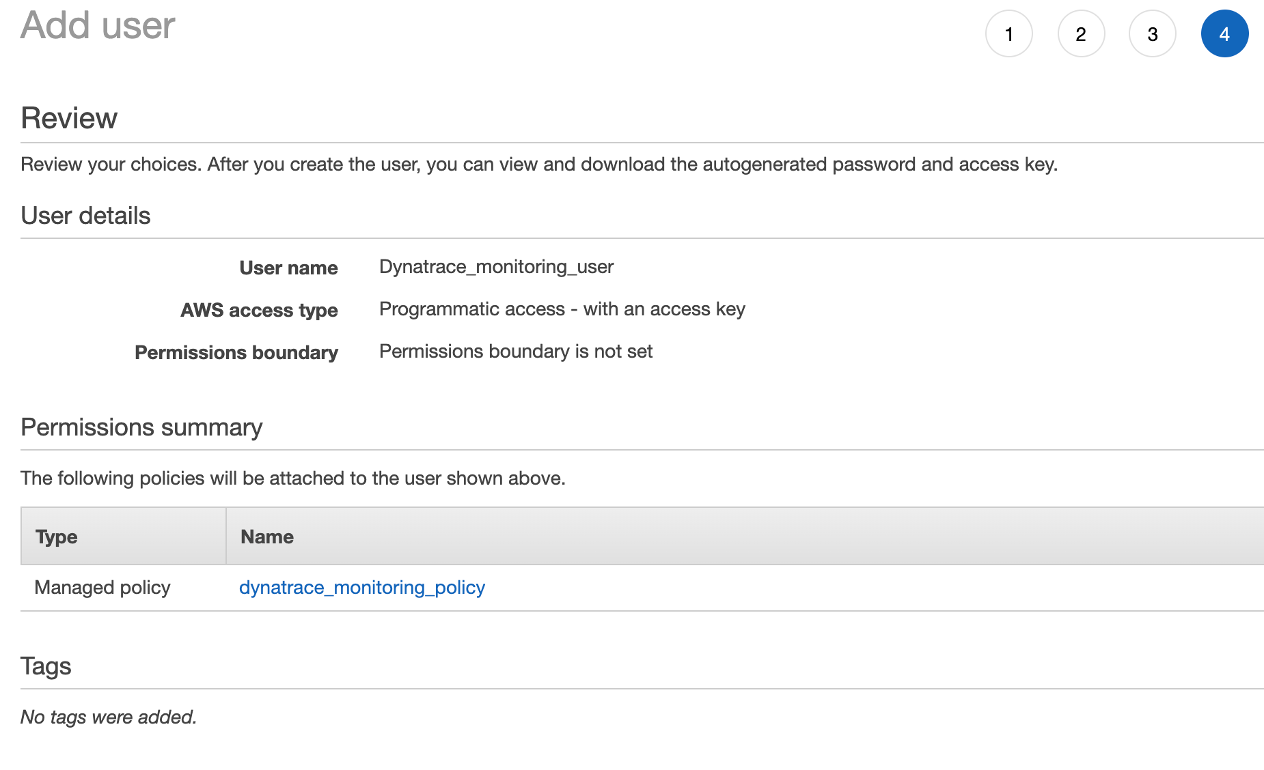 Add user
1 2 3 4
Review
Review your choices. After you create the user, you can view and download the autogenerated password and access key.
User details
User name Dynatrace_monitoring_user
AWS access type Programmatic access - with an access key
Permissions boundary Permissions boundary is not set
Permissions summary
The following policies will be attached to the user shown above.
Type Name
Managed policy dynatrace_monitoring_policy
Tags
No tags were added.